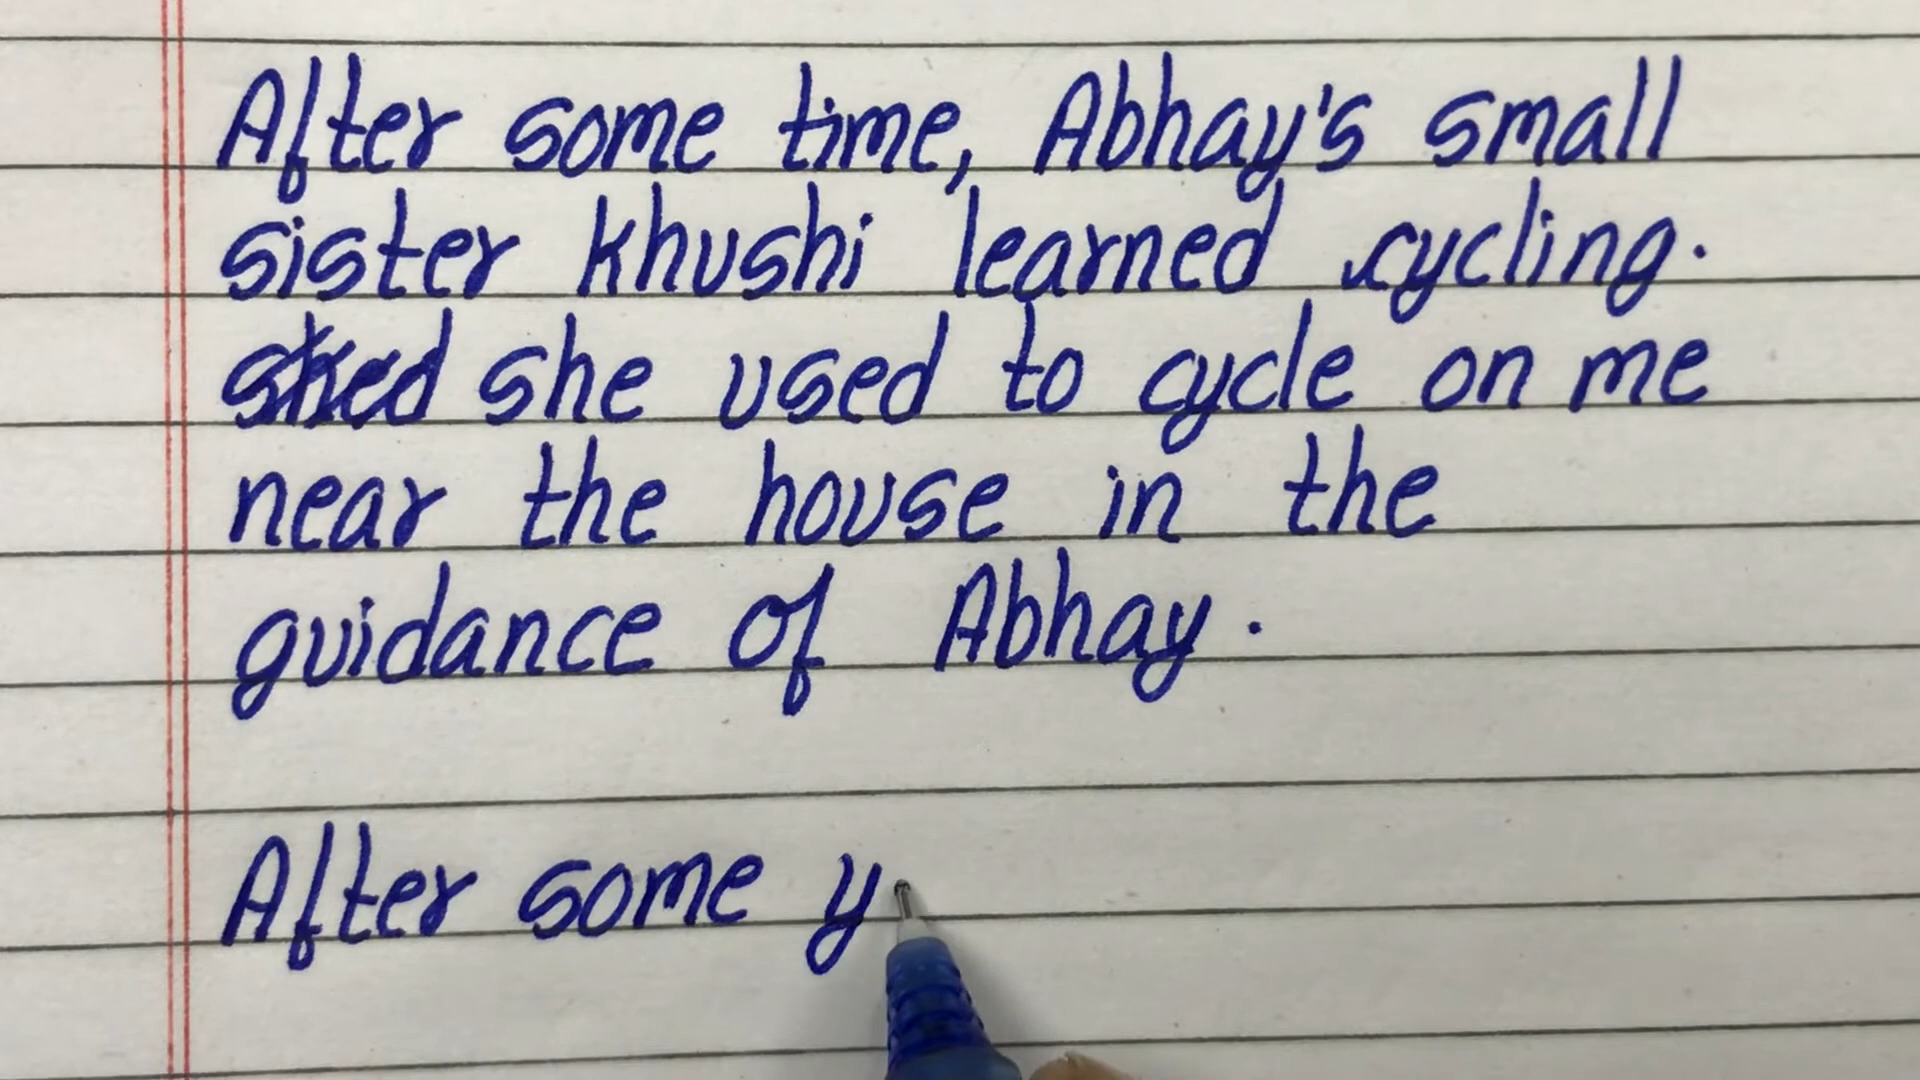 After some time, Abhay's small
sister khushi learned cycling.
she used to cycle on me
near the house in the
guidance of Abhay.
After some y